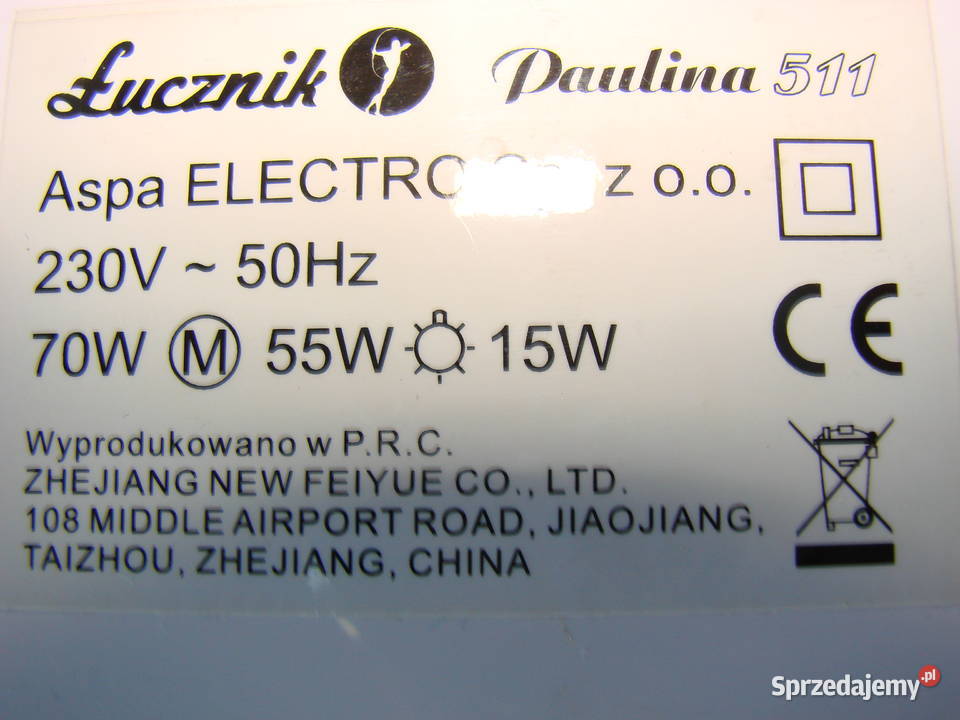 Łucznik Paulina 511
Aspa ELECTRO z o.o.
230V ~ 50Hz
70W M 55W 15W
CE
Wyprodukowano w P.R.C.
ZHEJIANG NEW FEIYUE CO., LTD.
108 MIDDLE AIRPORT ROAD, JIAOJIANG,
TAIZHOU, ZHEJIANG, CHINA
Sprzedajemy.pl